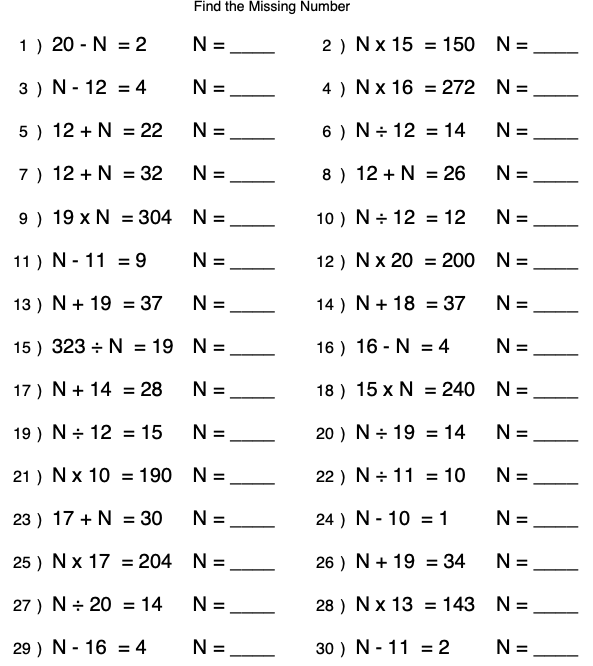 Find the Missing Number
1 ) 20 - N = 2 N = ____ 2 ) N x 15 = 150 N = ____
3 ) N - 12 = 4 N = ____ 4 ) N x 16 = 272 N = ____
5 ) 12 + N = 22 N = ____ 6 ) N ÷ 12 = 14 N = ____
7 ) 12 + N = 32 N = ____ 8 ) 12 + N = 26 N = ____
9 ) 19 x N = 304 N = ____ 10 ) N ÷ 12 = 12 N = ____
11 ) N - 11 = 9 N = ____ 12 ) N x 20 = 200 N = ____
13 ) N + 19 = 37 N = ____ 14 ) N + 18 = 37 N = ____
15 ) 323 ÷ N = 19 N = ____ 16 ) 16 - N = 4 N = ____
17 ) N + 14 = 28 N = ____ 18 ) 15 x N = 240 N = ____
19 ) N ÷ 12 = 15 N = ____ 20 ) N ÷ 19 = 14 N = ____
21 ) N x 10 = 190 N = ____ 22 ) N ÷ 11 = 10 N = ____
23 ) 17 + N = 30 N = ____ 24 ) N - 10 = 1 N = ____
25 ) N x 17 = 204 N = ____ 26 ) N + 19 = 34 N = ____
27 ) N ÷ 20 = 14 N = ____ 28 ) N x 13 = 143 N = ____
29 ) N - 16 = 4 N = ____ 30 ) N - 11 = 2 N = ____